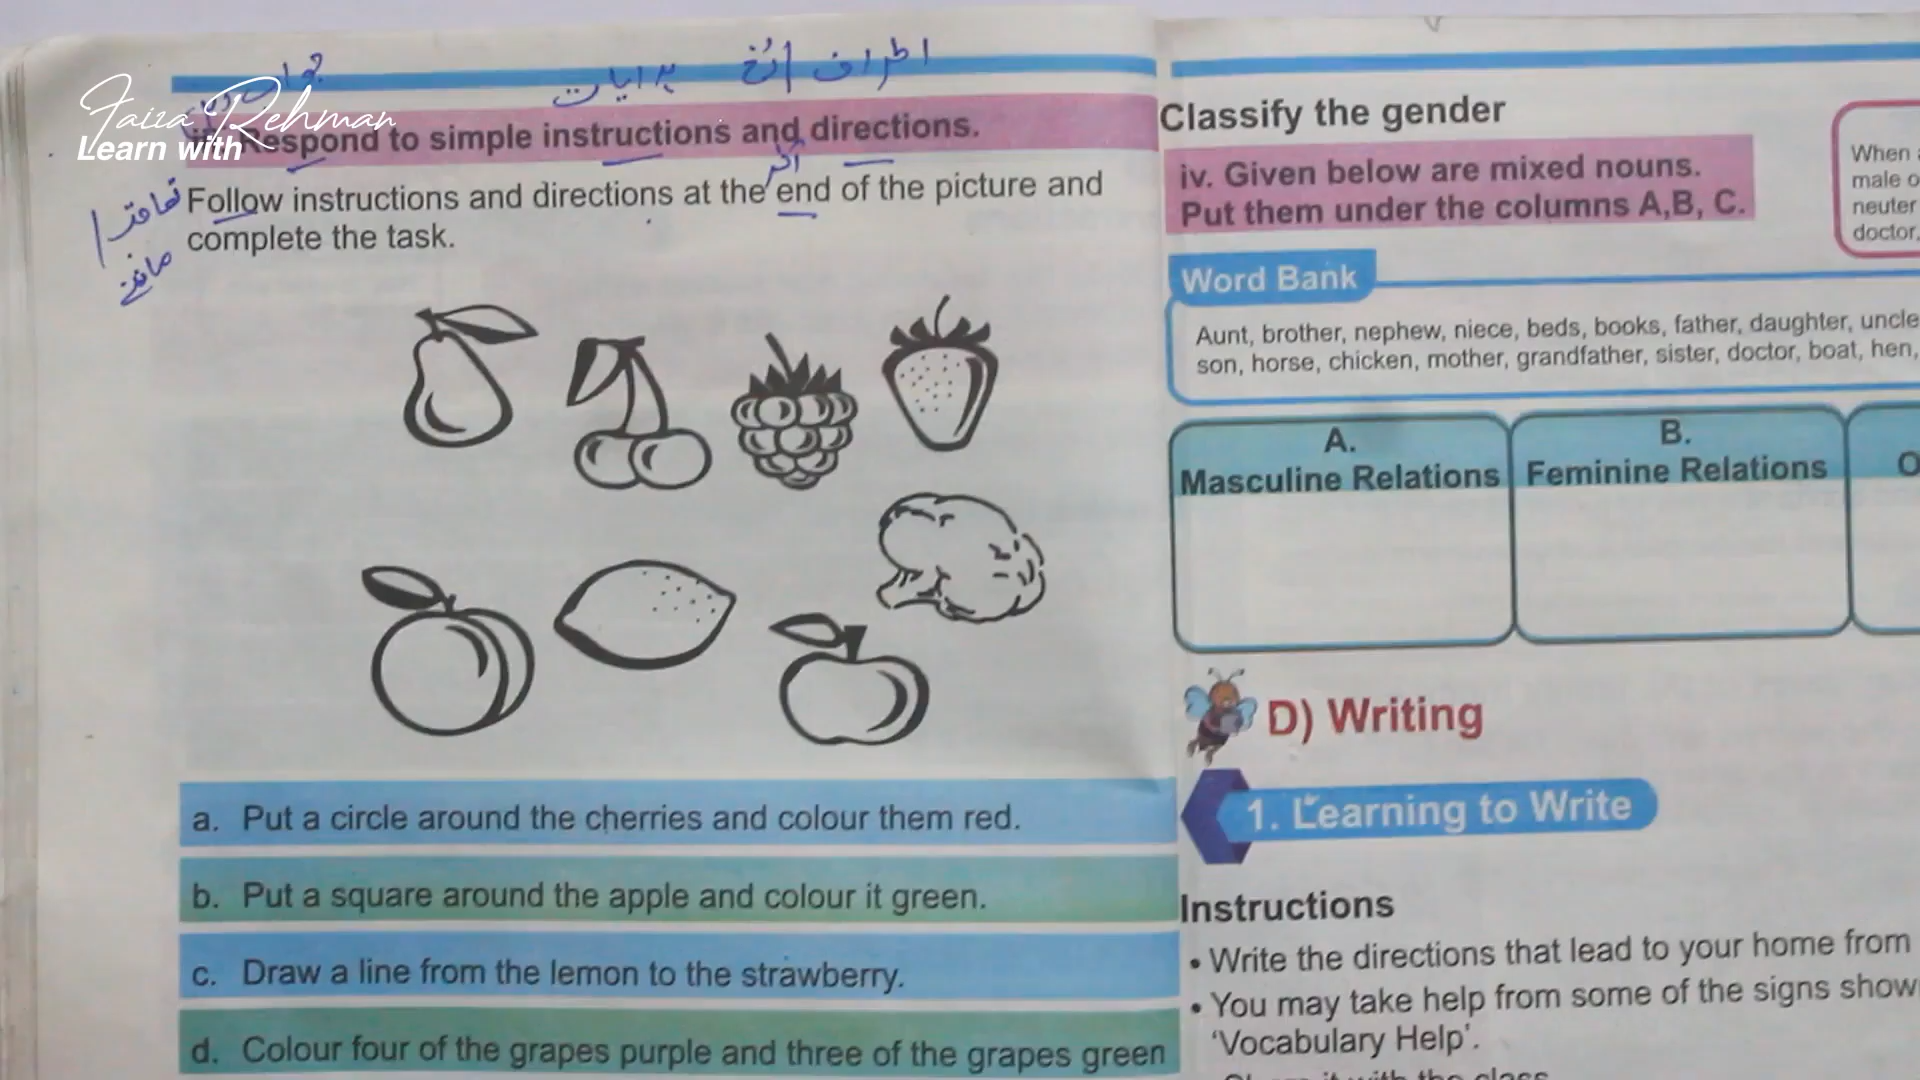 جواب دینا
ہدایات
اطراف / رُخ
Faiza Rehman
Learn with
Respond to simple instructions and directions.
آخر
Follow instructions and directions at the end of the picture and
complete the task.
Classify the gender
iv. Given below are mixed nouns.
Put them under the columns A,B, C.
When
male o
neuter
doctor,
Word Bank
Aunt, brother, nephew, niece, beds, books, father, daughter, uncle
son, horse, chicken, mother, grandfather, sister, doctor, boat, hen,
A.
Masculine Relations
B.
Feminine Relations
O
a. Put a circle around the cherries and colour them red.
b. Put a square around the apple and colour it green.
c. Draw a line from the lemon to the strawberry.
d. Colour four of the grapes purple and three of the grapes green
D) Writing
1. Learning to Write
Instructions
• Write the directions that lead to your home from
• You may take help from some of the signs show
‘Vocabulary Help’.